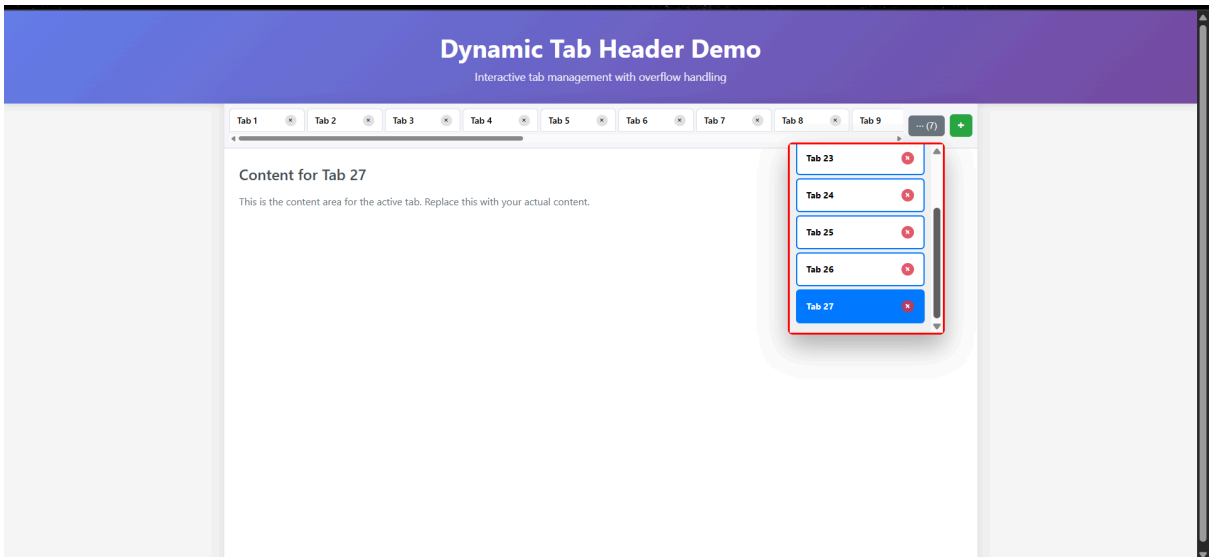 Dynamic Tab Header Demo
Interactive tab management with overflow handling
Tab 1 × Tab 2 × Tab 3 × Tab 4 × Tab 5 × Tab 6 × Tab 7 × Tab 8 × Tab 9
··· (7) +
Content for Tab 27
This is the content area for the active tab. Replace this with your actual content.
Tab 23 ×
Tab 24 ×
Tab 25 ×
Tab 26 ×
Tab 27 ×